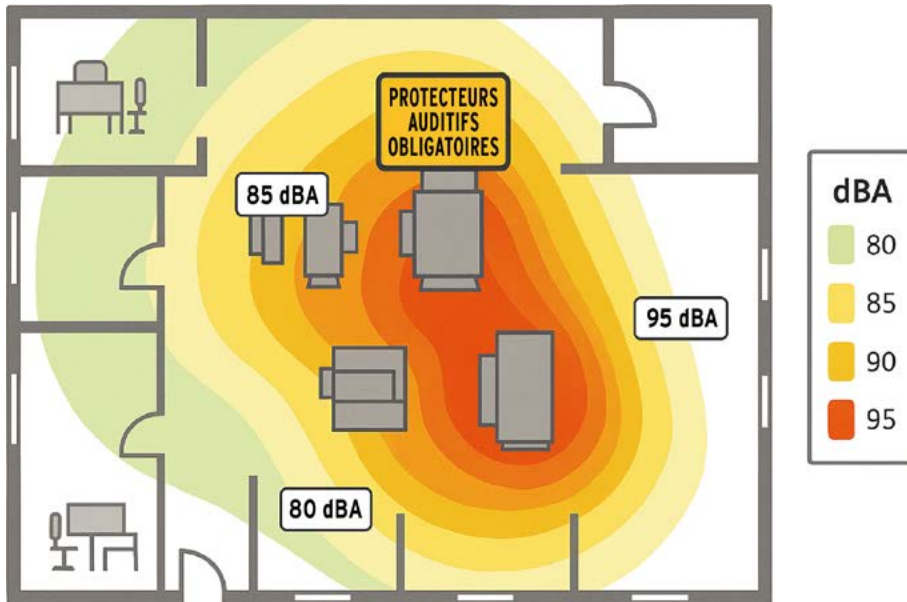 PROTECTEURS
AUDITIFS
OBLIGATOIRES
85 dBA
95 dBA
80 dBA
dBA
80
85
90
95